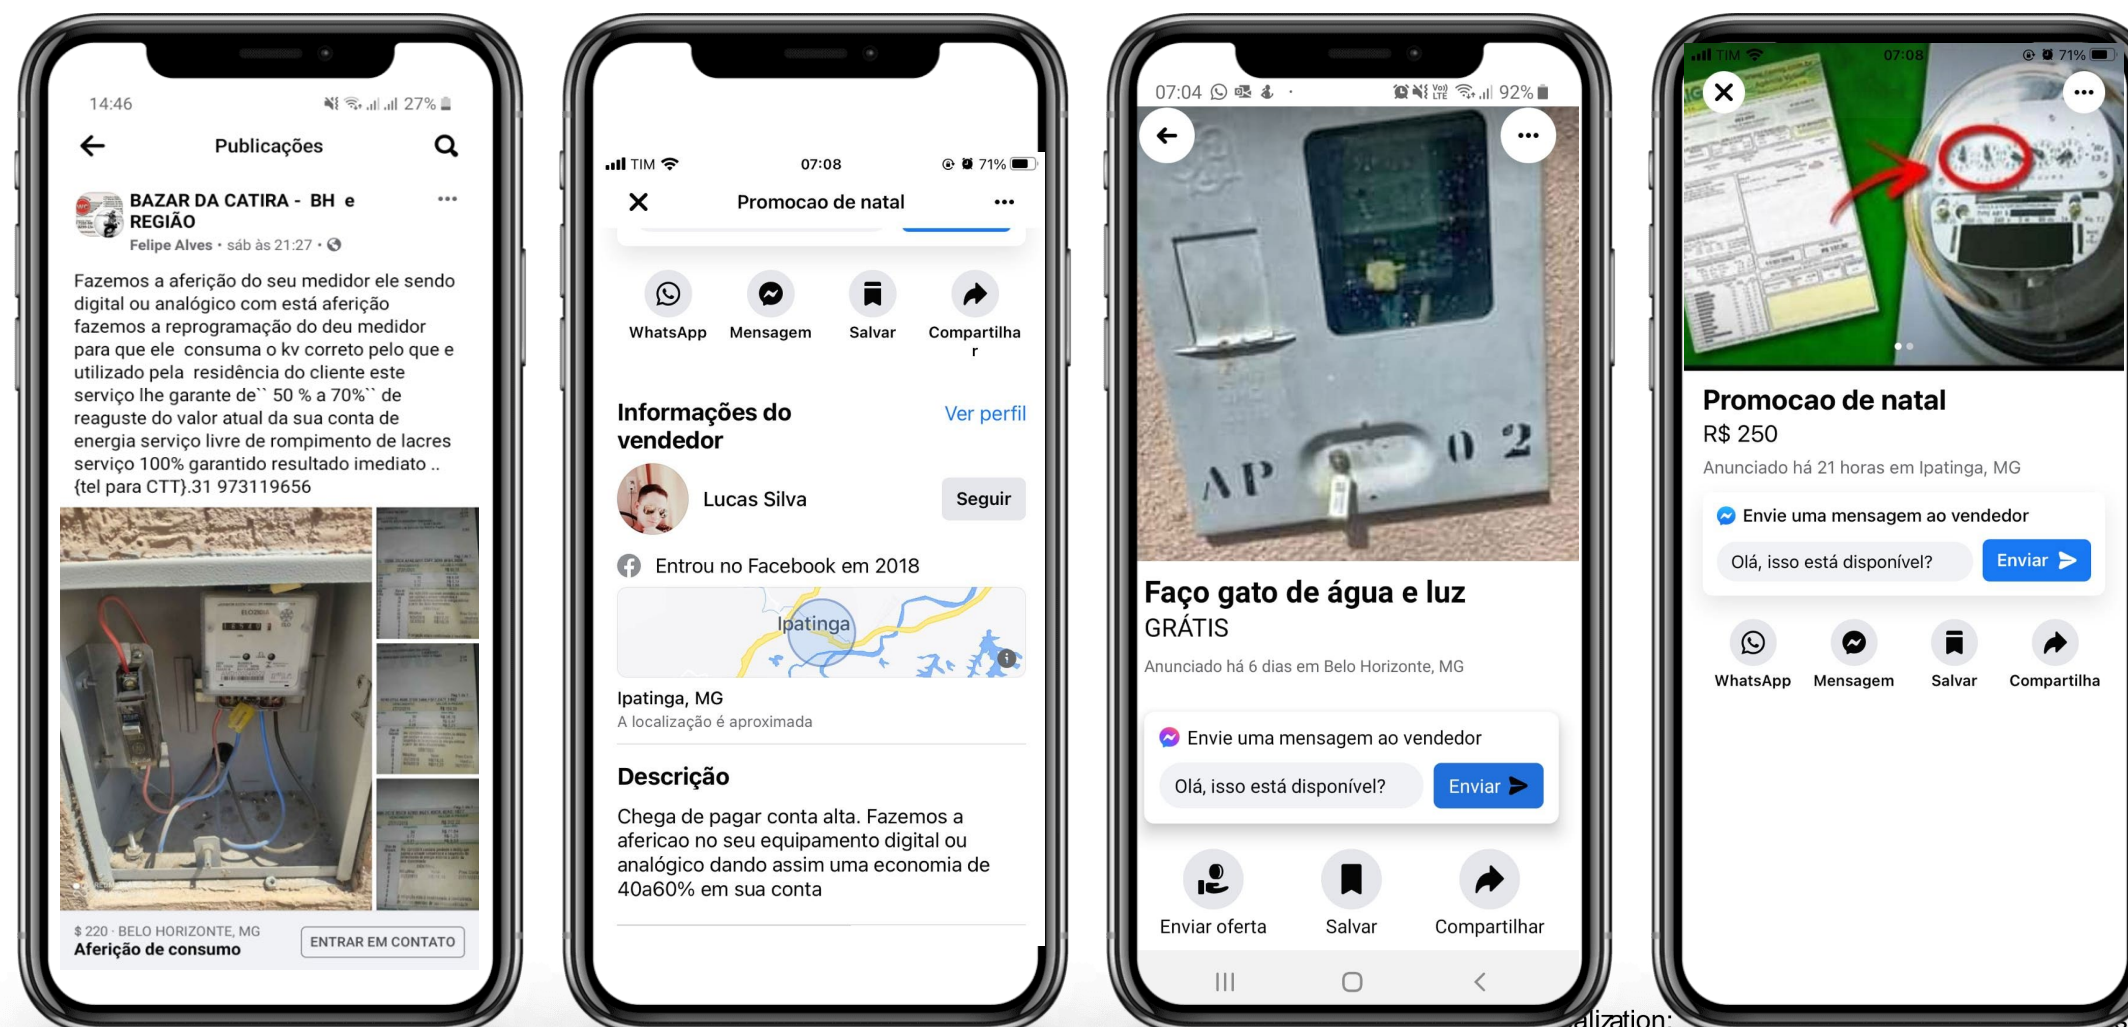 14:46
27%
Publicações
BAZAR DA CATIRA - BH e
REGIÃO
Felipe Alves • sáb às 21:27 •
Fazemos a aferição do seu medidor ele sendo
digital ou analógico com está aferição
fazemos a reprogramação do deu medidor
para que ele consuma o kv correto pelo que e
utilizado pela residência do cliente este
serviço lhe garante de`` 50 % a 70%`` de
reaguste do valor atual da sua conta de
energia serviço livre de rompimento de lacres
serviço 100% garantido resultado imediato ..
{tel para CTT}.31 973119656
$ 220 · BELO HORIZONTE, MG
Aferição de consumo
ENTRAR EM CONTATO
TIM
07:08
71%
Promocao de natal
WhatsApp
Mensagem
Salvar
Compartilha
r
Informações do
vendedor
Ver perfil
Lucas Silva
Seguir
Entrou no Facebook em 2018
Ipatinga
Ipatinga, MG
A localização é aproximada
Descrição
Chega de pagar conta alta. Fazemos a
afericao no seu equipamento digital ou
analógico dando assim uma economia de
40a60% em sua conta
07:04
92%
AP 02
Faço gato de água e luz
GRÁTIS
Anunciado há 6 dias em Belo Horizonte, MG
Envie uma mensagem ao vendedor
Olá, isso está disponível?
Enviar
Enviar oferta
Salvar
Compartilhar
TIM
07:08
71%
Promocao de natal
R$ 250
Anunciado há 21 horas em Ipatinga, MG
Envie uma mensagem ao vendedor
Olá, isso está disponível?
Enviar
WhatsApp
Mensagem
Salvar
Compartilha
alization: